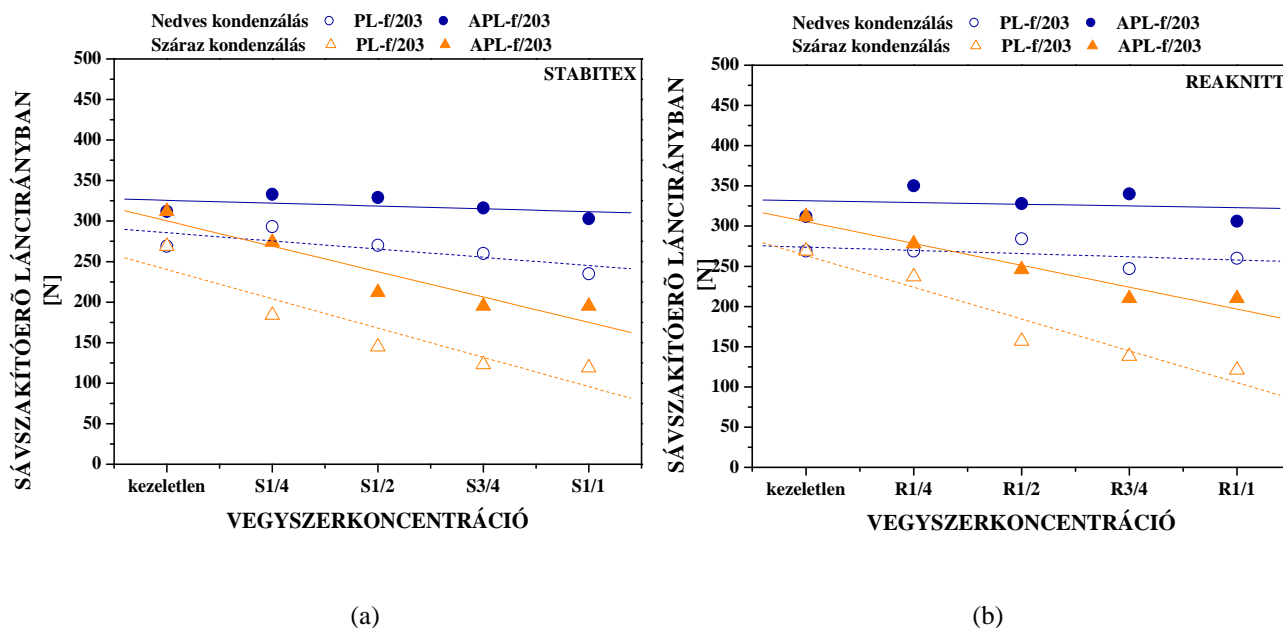 Nedves kondenzálás PL-f/203 APL-f/203
Száraz kondenzálás PL-f/203 APL-f/203
STABITEX
500
450
400
350
300
250
200
150
100
50
0
SÁVSZAKÍTÓERŐ LÁNCIRÁNYBAN
[N]
kezeletlen S1/4 S1/2 S3/4 S1/1
VEGYSZERKONCENTRÁCIÓ
(a)
Nedves kondenzálás PL-f/203 APL-f/203
Száraz kondenzálás PL-f/203 APL-f/203
REAKNITT
500
450
400
350
300
250
200
150
100
50
0
SÁVSZAKÍTÓERŐ LÁNCIRÁNYBAN
[N]
kezeletlen R1/4 R1/2 R3/4 R1/1
VEGYSZERKONCENTRÁCIÓ
(b)